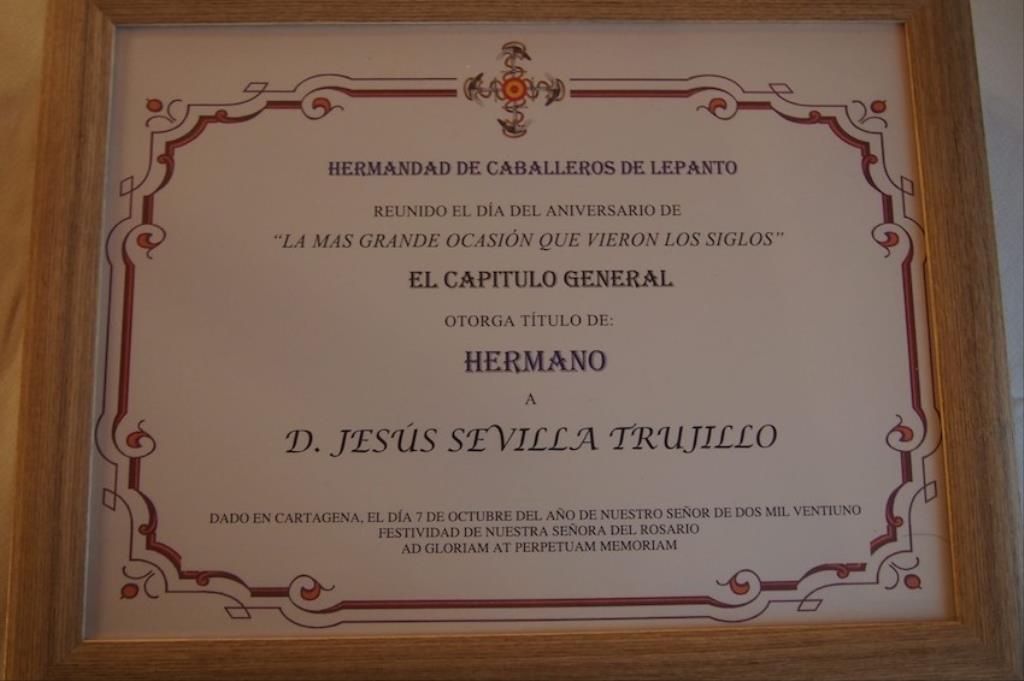 HERMANDAD DE CABALLEROS DE LEPANTO
REUNIDO EL DÍA DEL ANIVERSARIO DE
“LA MAS GRANDE OCASIÓN QUE VIERON LOS SIGLOS”
EL CAPITULO GENERAL
OTORGA TÍTULO DE:
HERMANO
A
D. JESÚS SEVILLA TRUJILLO
DADO EN CARTAGENA, EL DÍA 7 DE OCTUBRE DEL AÑO DE NUESTRO SEÑOR DE DOS MIL VENTIUNO
FESTIVIDAD DE NUESTRA SEÑORA DEL ROSARIO
AD GLORIAM AT PERPETUAM MEMORIAM